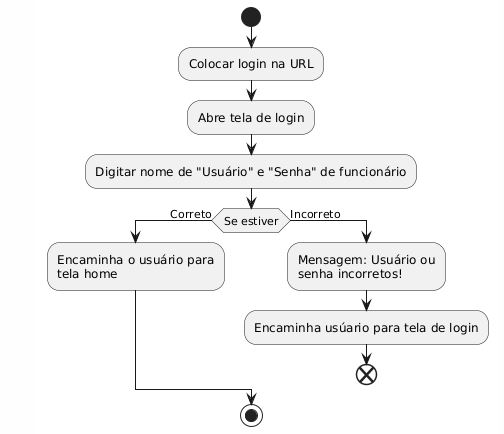 Colocar login na URL
Abre tela de login
Digitar nome de "Usuário" e "Senha" de funcionário
Correto
Se estiver
Incorreto
Encaminha o usuário para
tela home
Mensagem: Usuário ou
senha incorretos!
Encaminha usúario para tela de login